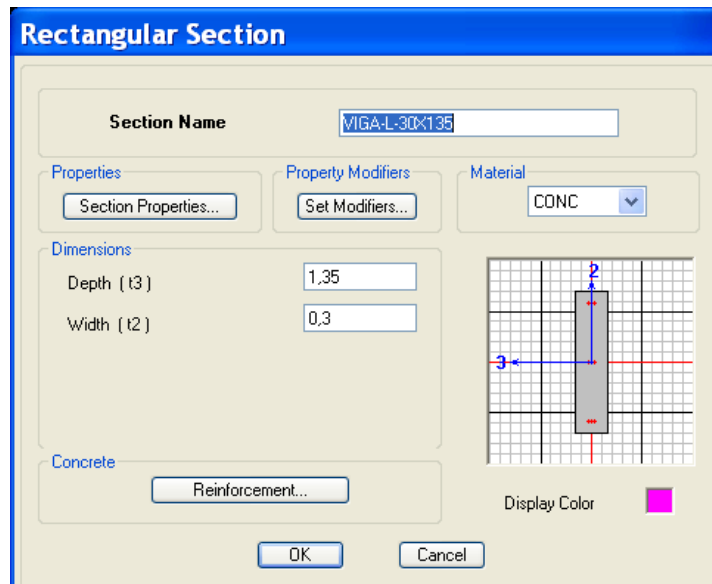 Rectangular Section
Section Name
VIGA-L-30X135
Properties
Section Properties...
Property Modifiers
Set Modifiers...
Material
CONC
Dimensions
Depth ( t3 )
1,35
Width ( t2 )
0,3
2
3
Concrete
Reinforcement...
Display Color
OK
Cancel